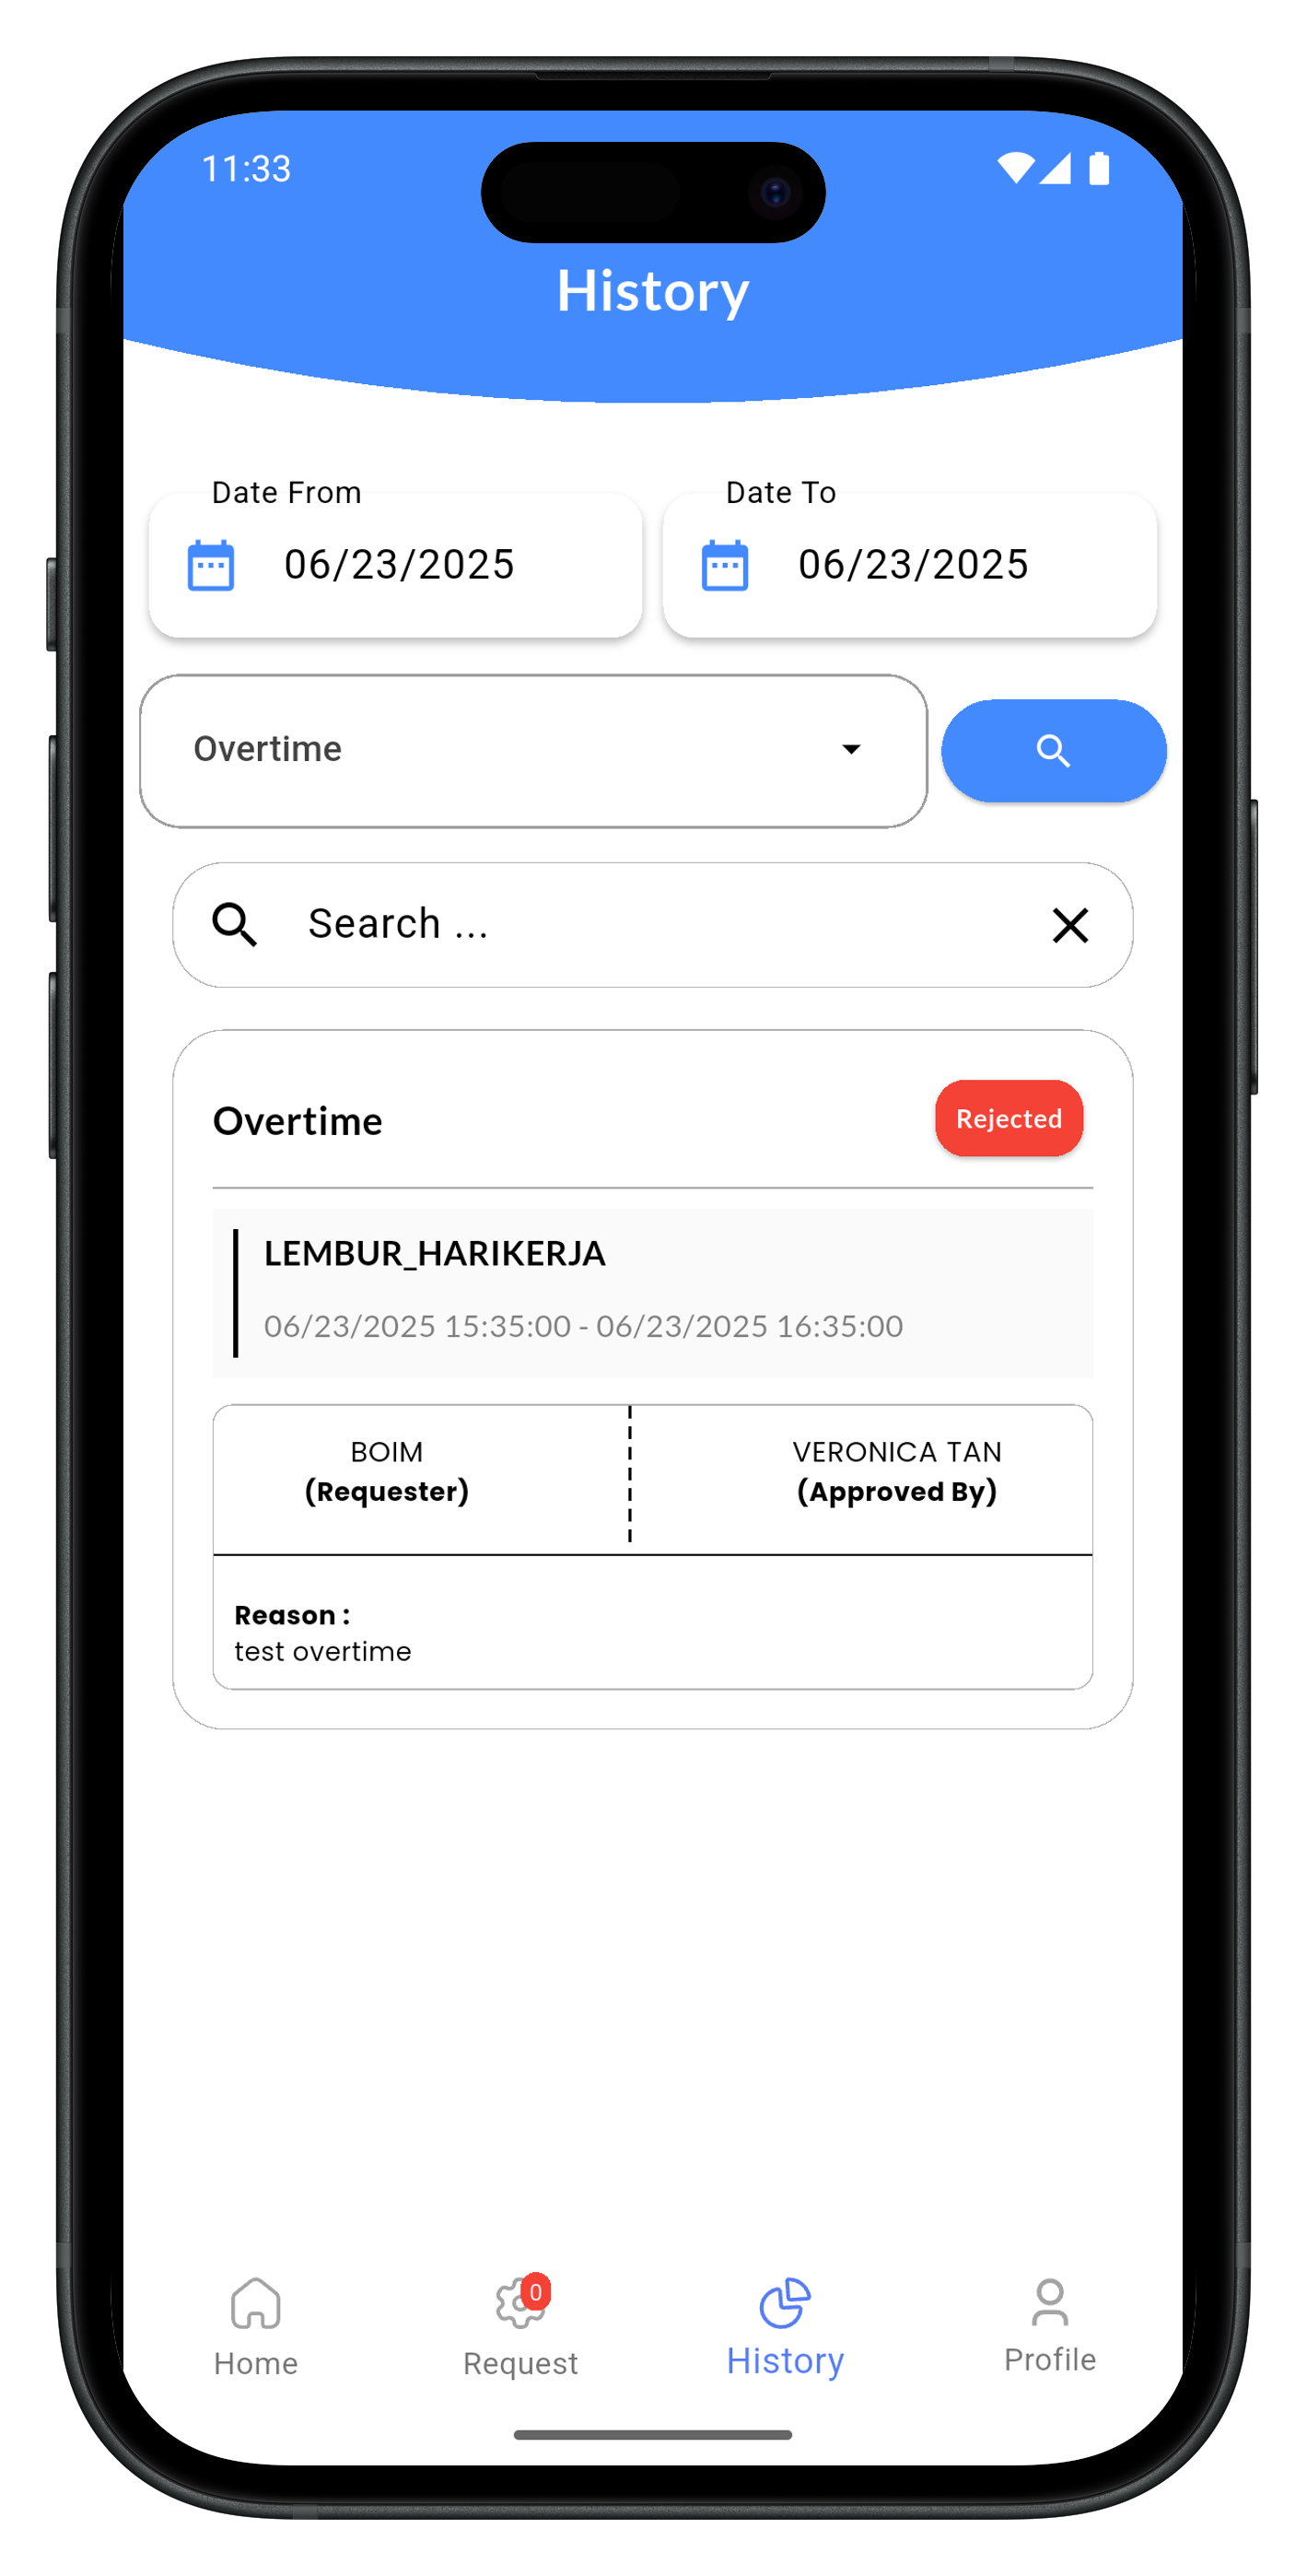 11:33
History
Date From
06/23/2025
Date To
06/23/2025
Overtime
Search ...
Overtime
Rejected
LEMBUR_HARIKERJA
06/23/2025 15:35:00 - 06/23/2025 16:35:00
BOIM
(Requester)
VERONICA TAN
(Approved By)
Reason :
test overtime
0
Home
Request
History
Profile